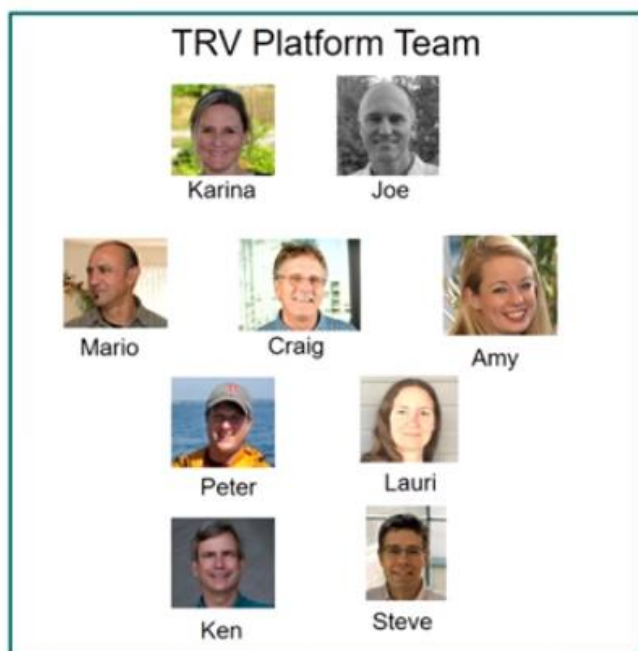 TRV Platform Team
Karina Joe
Mario Craig Amy
Peter Lauri
Ken Steve